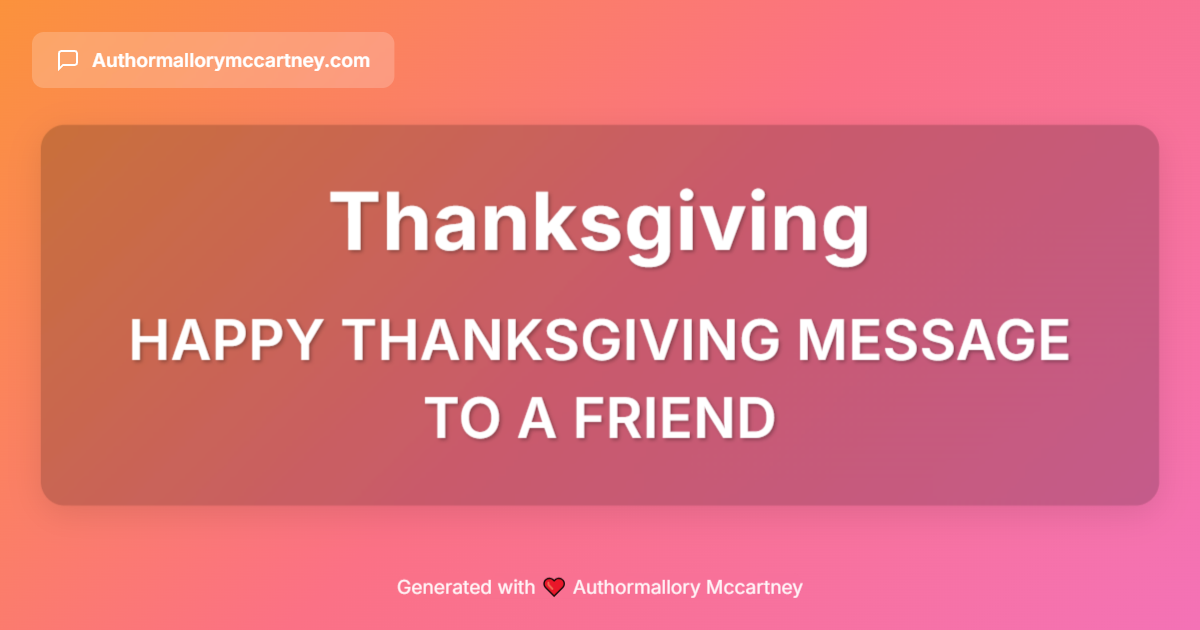 Authormallorymccartney.com
Thanksgiving
HAPPY THANKSGIVING MESSAGE
TO A FRIEND
Generated with ❤️ Authormallory Mccartney